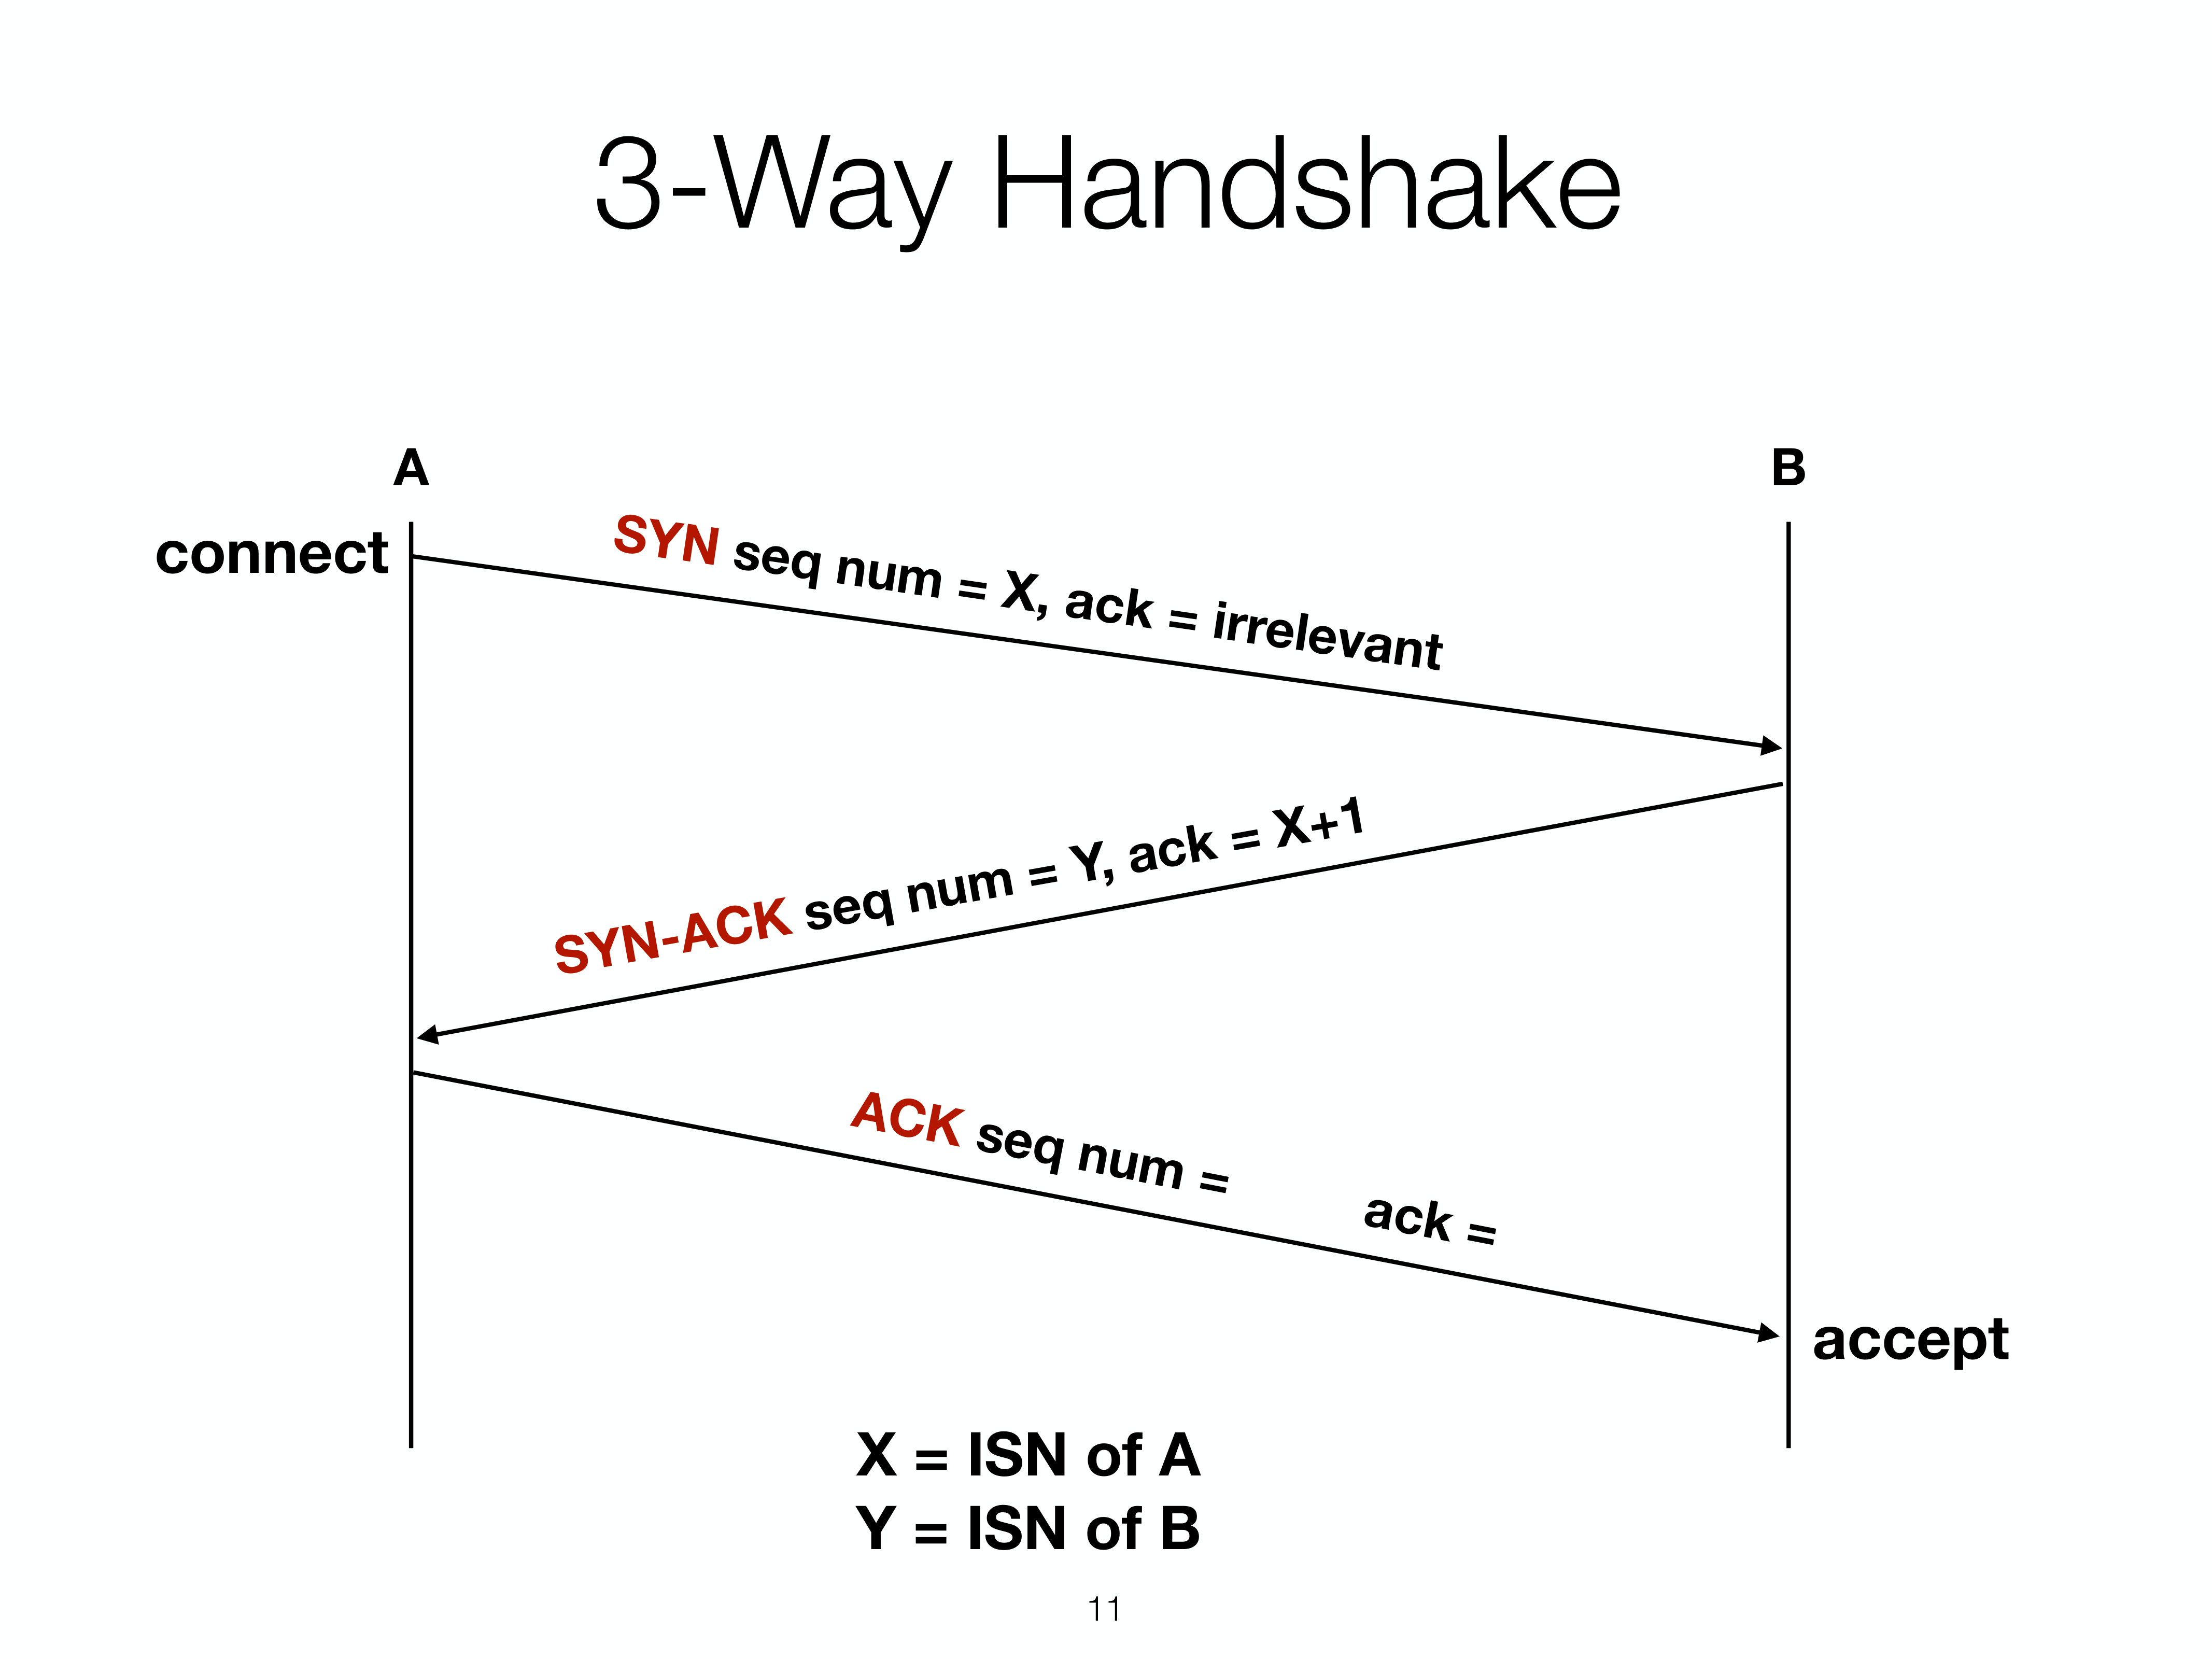 3-Way Handshake
A
B
connect
SYN seq num = X, ack = irrelevant
SYN-ACK seq num = Y, ack = X+1
ACK seq num = ack =
accept
X = ISN of A
Y = ISN of B
11